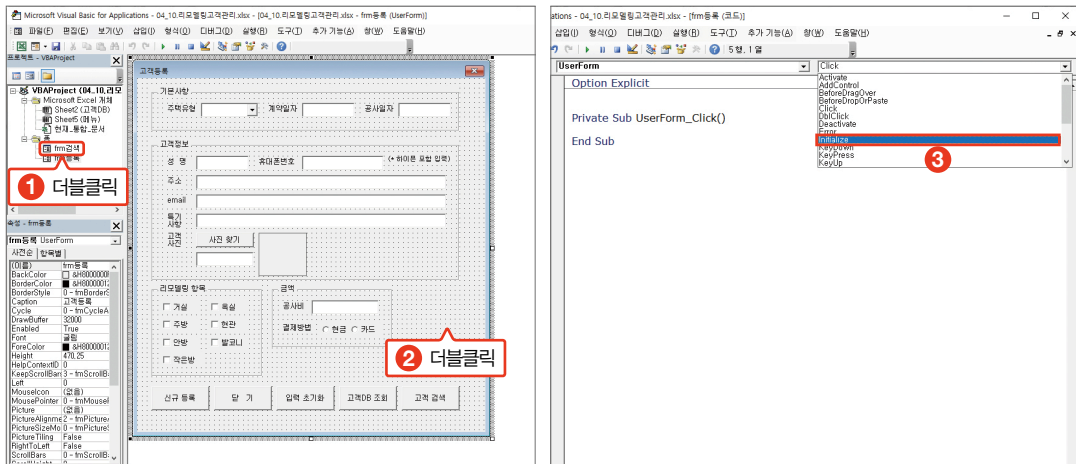 Microsoft Visual Basic for Applications - 04_10.리모델링고객관리.xlsx - [04_10.리모델링고객관리.xlsx - frm등록 (UserForm)]
파일(F) 편집(E) 보기(V) 삽입(I) 형식(O) 디버그(D) 실행(R) 도구(T) 추가 기능(A) 창(W) 도움말(H)
프로젝트 - VBAProject
VBAProject (04_10,리모
Microsoft Excel 개체
Sheet2 (고객DB)
Sheet5 (메뉴)
현재_통합_문서
폼
frm검색
1 더블클릭
속성 - frm등록
frm등록 UserForm
사전순 항목별
(이름) frm등록
BackColor &H8000000
BorderColor &H80000012
BorderStyle 0 - fmBorderS
Caption 고객등록
Cycle 0 - fmCycleA
DrawBuffer 32000
Enabled True
Font 굴림
ForeColor &H80000012
Height 470,25
HelpContextID 0
KeepScrollBars 3 - fmScrollB
Left 0
MouseIcon (없음)
MousePointer 0 - fmMouseP
Picture (없음)
PictureAlignme 2 - fmPicture
PictureSizeMo 0 - fmPictureS
PictureTiling False
RightToLeft False
ScrollBars 0 - fmScrollB
고객등록
기본사항
주택유형 계약일자 공사일자
고객정보
성 명 휴대폰번호 (* 하이픈 포함 입력)
주소
email
특기
사항
고객
사진
사진 찾기
리모델링 항목 금액
거실 욕실 공사비
주방 현관 결제방법 현금 카드
안방 발코니
작은방
2 더블클릭
신규 등록 닫 기 입력 초기화 고객DB 조회 고객 검색
ations - 04_10.리모델링고객관리.xlsx - [frm등록 (코드)]
삽입(I) 형식(O) 디버그(D) 실행(R) 도구(T) 추가 기능(A) 창(W) 도움말(H)
5 행, 1 열
UserForm Click
Option Explicit
Private Sub UserForm_Click()
End Sub
Activate
AddControl
BeforeDragOver
BeforeDropOrPaste
Click
DblClick
Deactivate
Error
Initialize
KeyDown
KeyPress
KeyUp
3